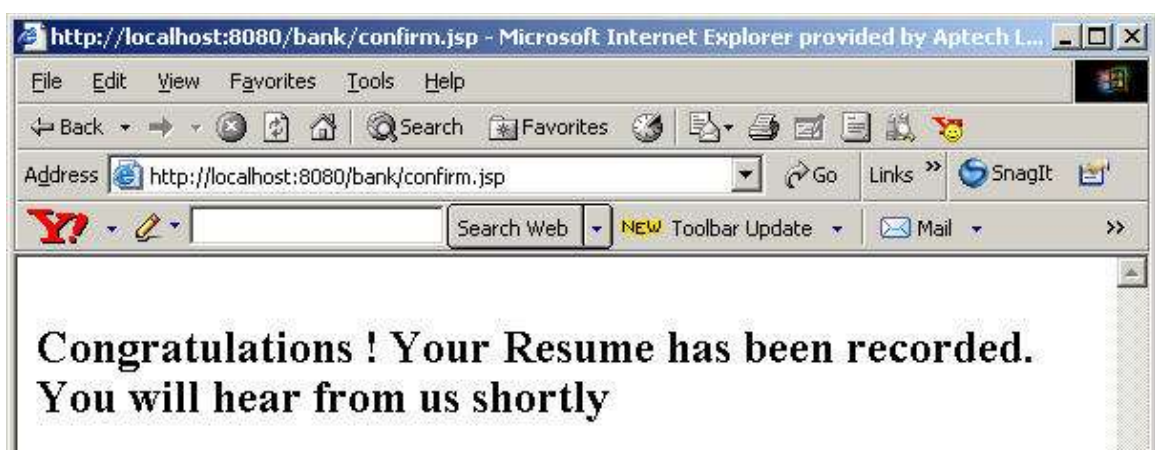 http://localhost:8080/bank/confirm.jsp - Microsoft Internet Explorer provided by Aptech L...
File Edit View Favorites Tools Help
Back Search Favorites
Address http://localhost:8080/bank/confirm.jsp Go Links » SnagIt
Y! Search Web NEW Toolbar Update Mail »
Congratulations ! Your Resume has been recorded.
You will hear from us shortly